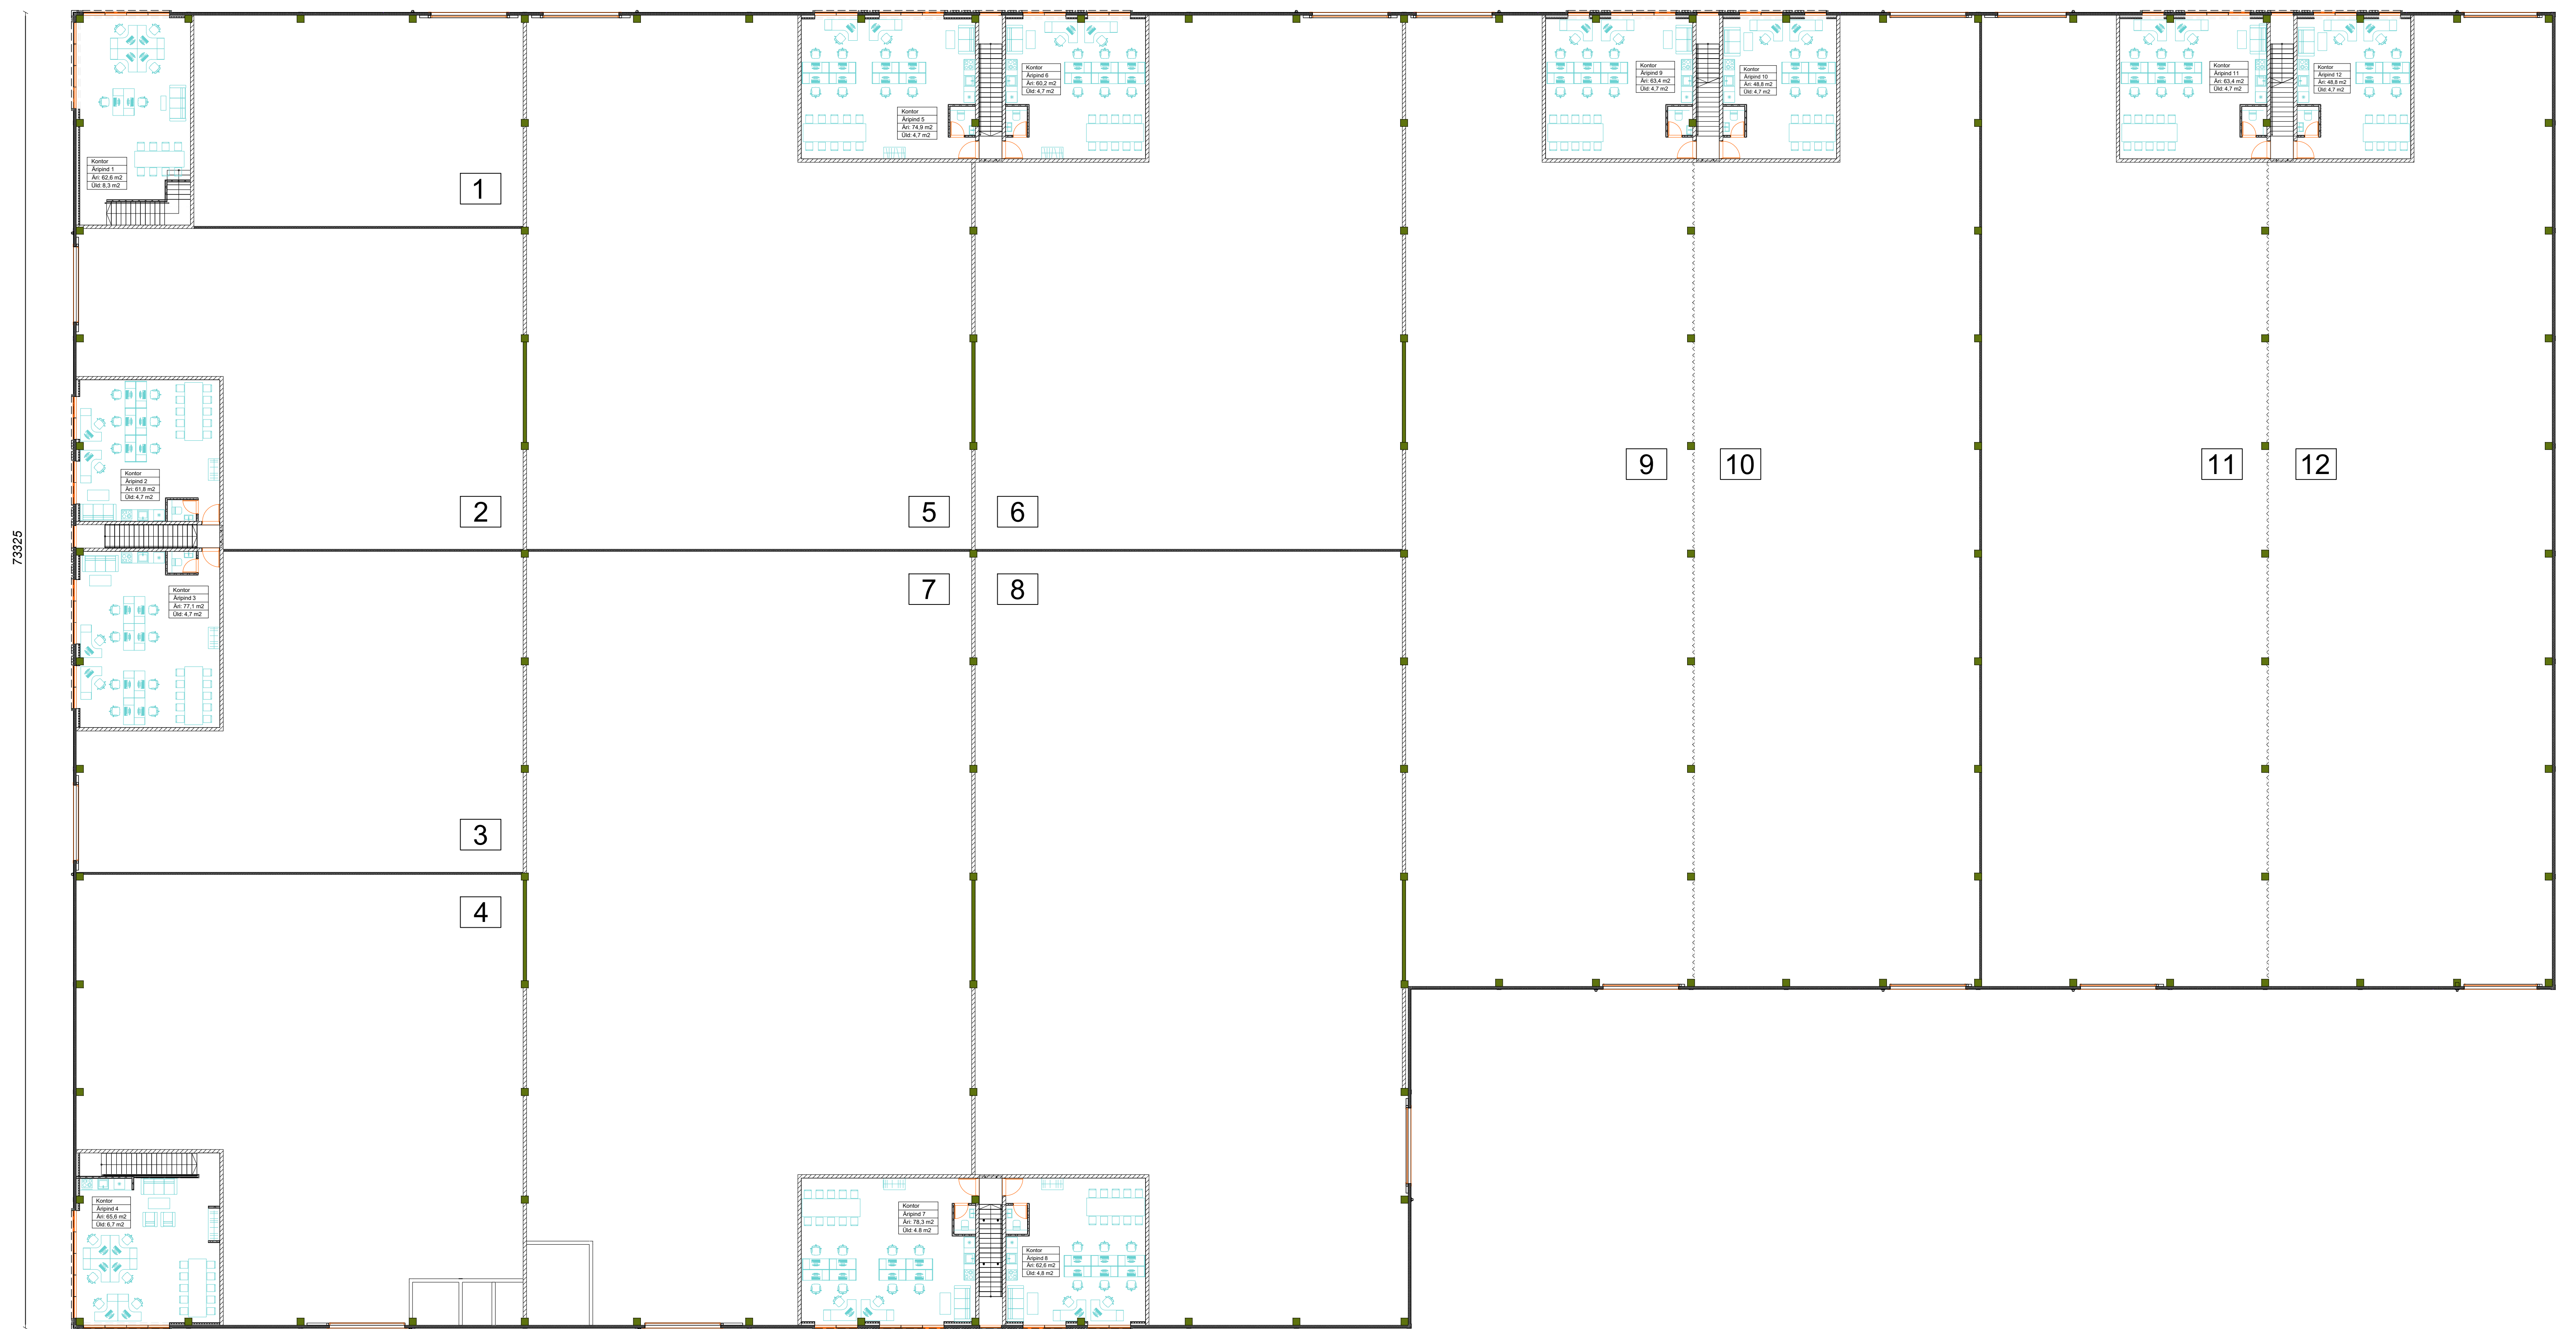 Kontor
Äripind 1
Äri: 62,6 m2
Üld: 8,3 m2
1
Kontor
Äripind 5
Äri: 74,9 m2
Üld: 4,7 m2
Kontor
Äripind 6
Äri: 60,2 m2
Üld: 4,7 m2
Kontor
Äripind 9
Äri: 63,4 m2
Üld: 4,7 m2
Kontor
Äripind 10
Äri: 48,8 m2
Üld: 4,7 m2
Kontor
Äripind 11
Äri: 63,4 m2
Üld: 4,7 m2
Kontor
Äripind 12
Äri: 48,8 m2
Üld: 4,7 m2
9
10
11
12
Kontor
Äripind 2
Äri: 61,8 m2
Üld: 4,7 m2
2
5
6
73325
Kontor
Äripind 3
Äri: 77,1 m2
Üld: 4,7 m2
7
8
3
4
Kontor
Äripind 4
Äri: 65,6 m2
Üld: 6,7 m2
Kontor
Äripind 7
Äri: 78,3 m2
Üld: 4,8 m2
Kontor
Äripind 8
Äri: 62,6 m2
Üld: 4,8 m2